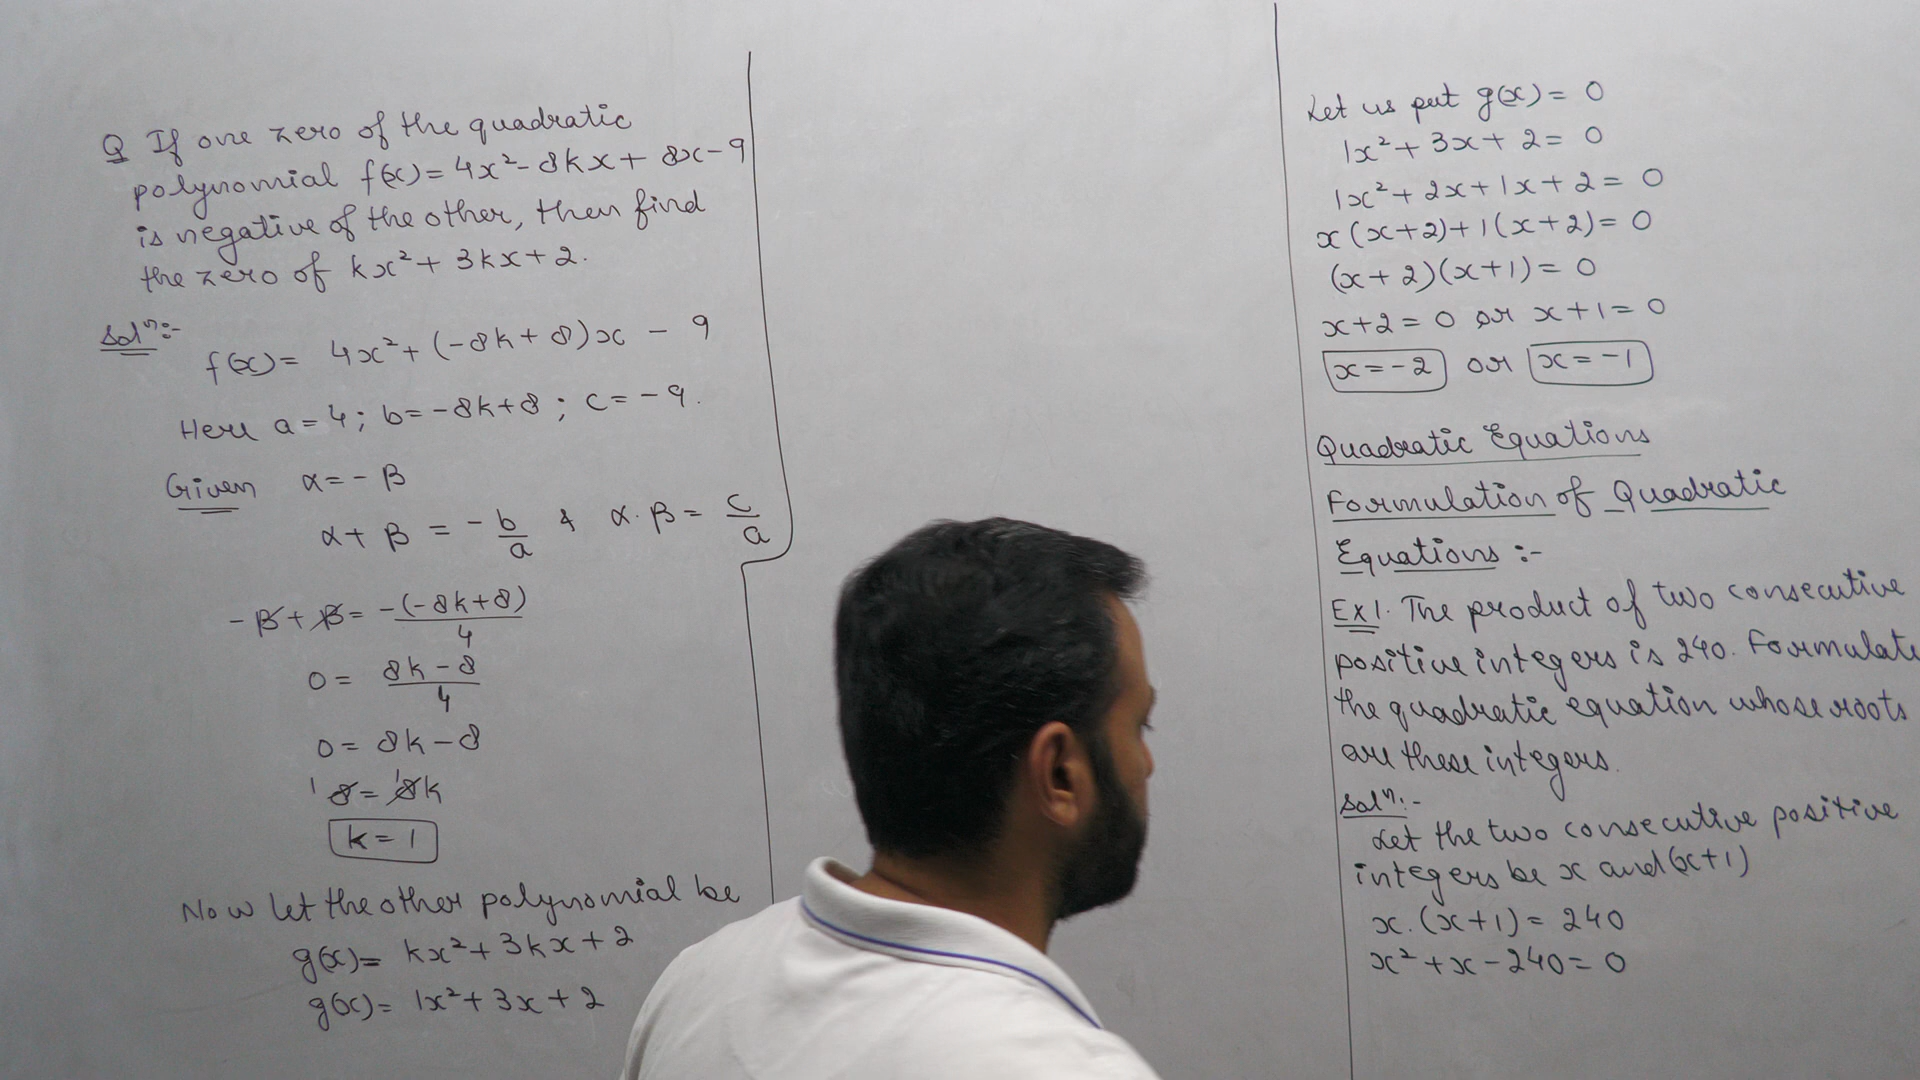 Q If one zero of the quadratic
polynomial f(x) = 4x² - 8kx + 8x - 9
is negative of the other, then find
the zero of kx² + 3kx + 2.
Solⁿ:-
f(x) = 4x² + (-8k + 8)x - 9
Here a = 4; b = -8k+8; c = -9.
Given α = - β
α + β = - b/a & α·β = c/a
-β + β = -(-8k+8)/4
0 = 8k - 8/4
0 = 8k - 8
1 8 = 1 8k
k = 1
Now let the other polynomial be
g(x) = kx² + 3kx + 2
g(x) = 1x² + 3x + 2
Let us put g(x) = 0
1x² + 3x + 2 = 0
1x² + 2x + 1x + 2 = 0
x(x+2) + 1(x+2) = 0
(x+2)(x+1) = 0
x+2 = 0 or x+1 = 0
x = -2 or x = -1
Quadratic Equations
Formulation of Quadratic
Equations :-
Ex1. The product of two consecutive
positive integers is 240. Formulate
the quadratic equation whose roots
are these integers.
Solⁿ:-
Let the two consecutive positive
integers be x and (x+1)
x.(x+1) = 240
x² + x - 240 = 0